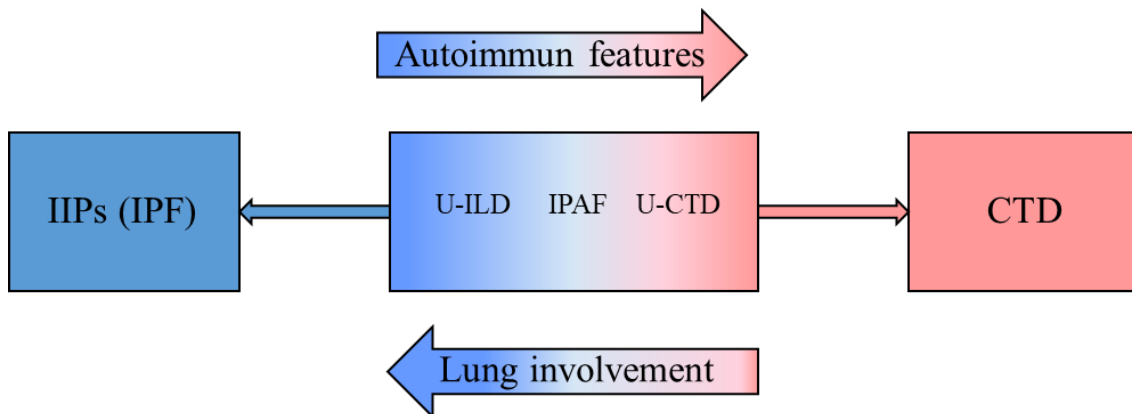 Autoimmun features
IIPs (IPF)
U-ILD IPAF U-CTD
CTD
Lung involvement